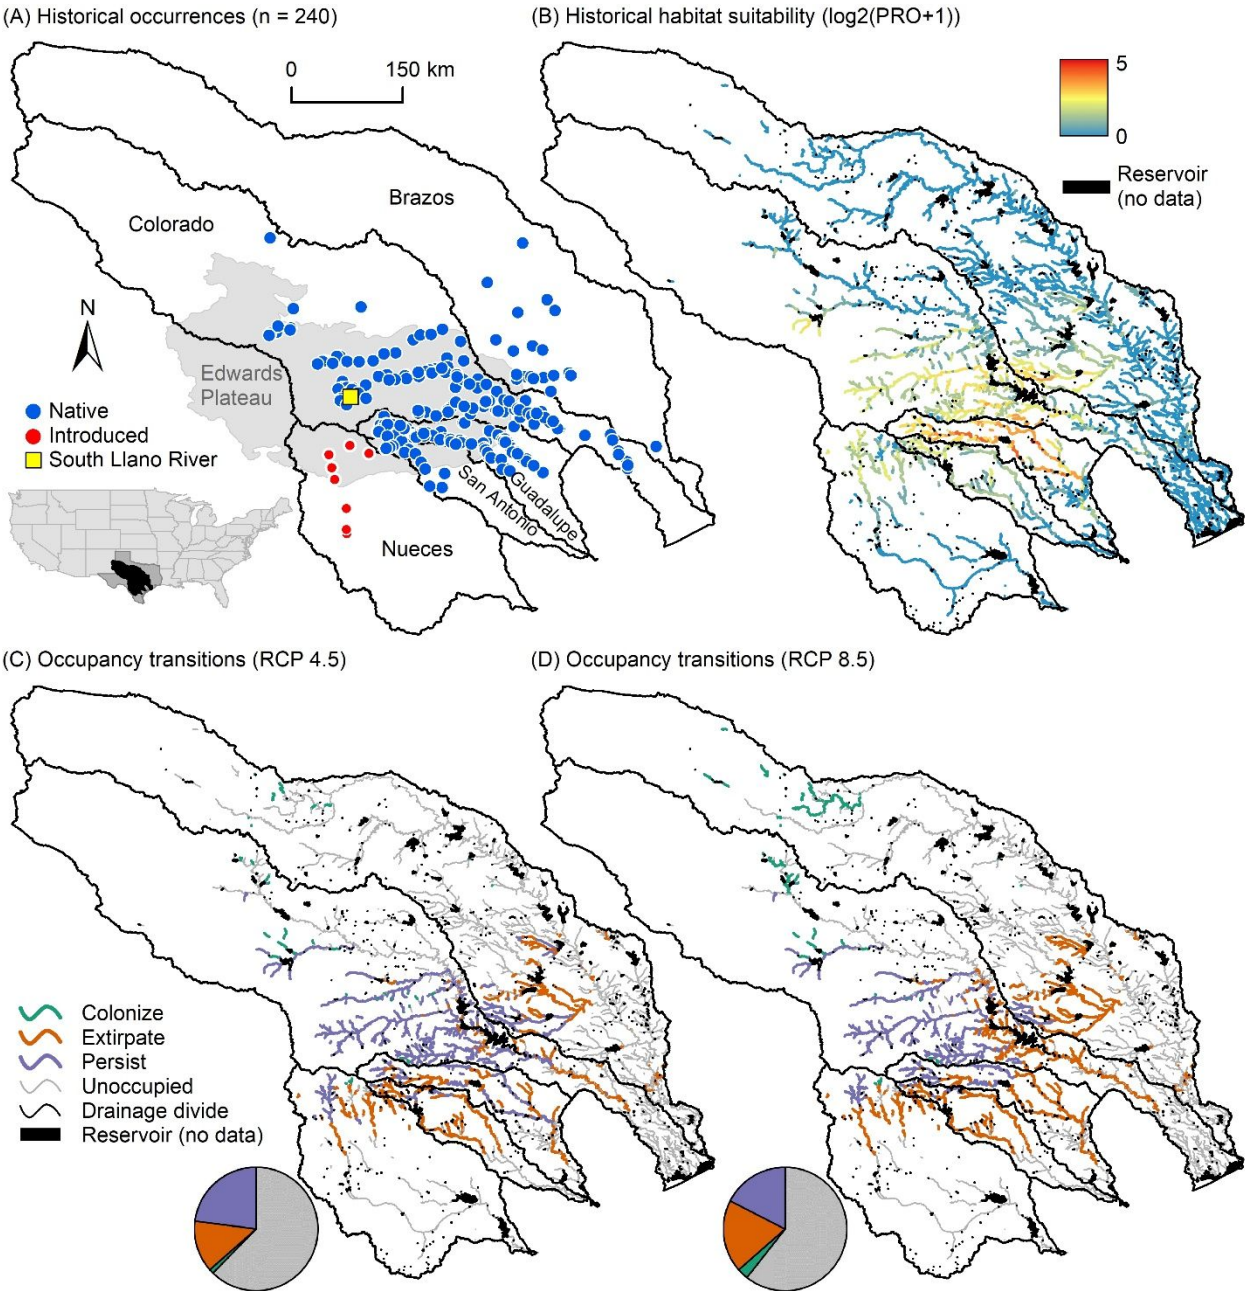 (A) Historical occurrences (n = 240)
0 150 km
Brazos
Colorado
N
Edwards
Plateau
Native
Introduced
South Llano River
San Antonio
Guadalupe
Nueces
(B) Historical habitat suitability (log2(PRO+1))
5
0
Reservoir
(no data)
(C) Occupancy transitions (RCP 4.5)
Colonize
Extirpate
Persist
Unoccupied
Drainage divide
Reservoir (no data)
(D) Occupancy transitions (RCP 8.5)